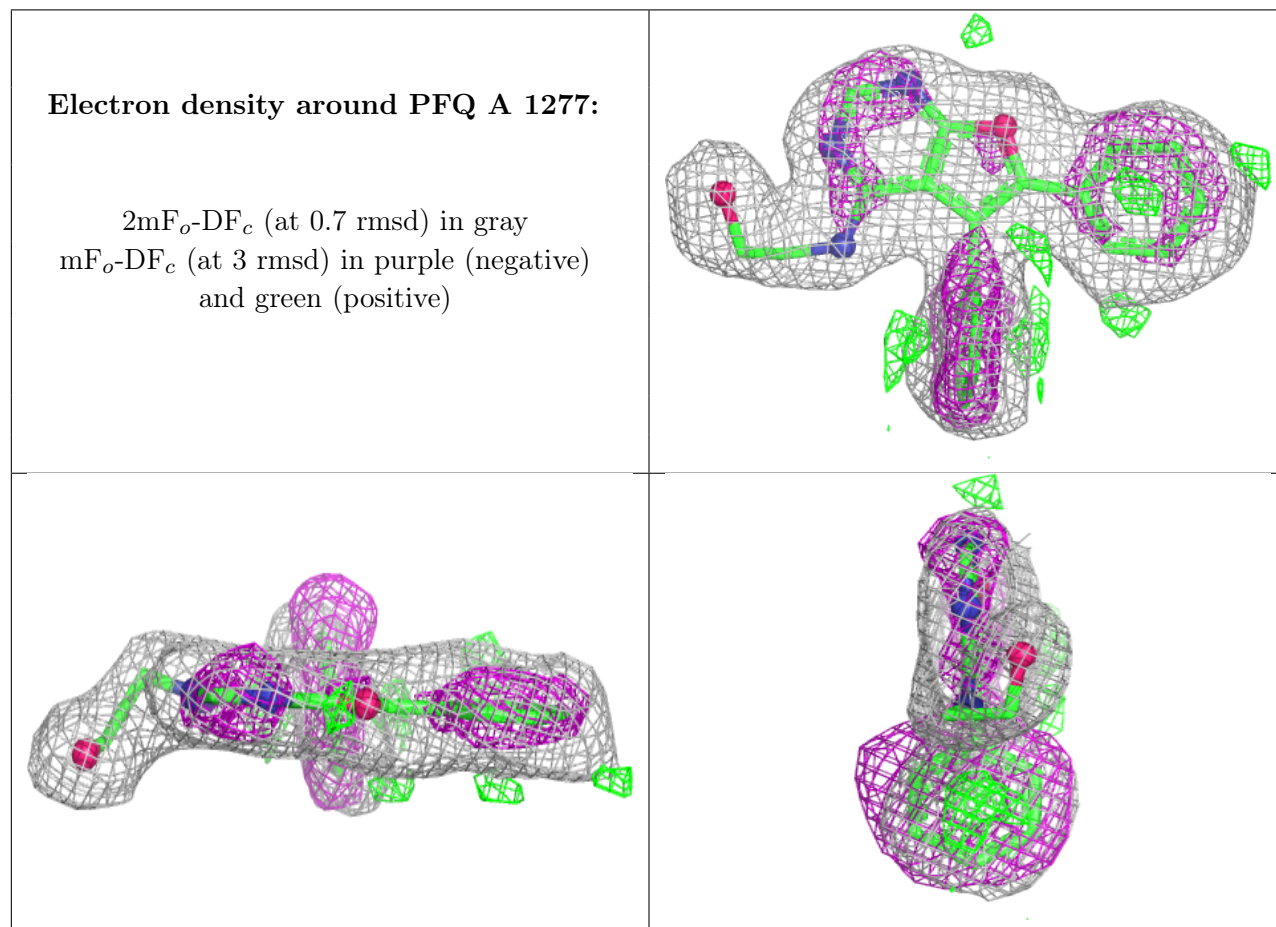 Electron density around PFQ A 1277:
2mFo-DFc (at 0.7 rmsd) in gray
mFo-DFc (at 3 rmsd) in purple (negative)
and green (positive)